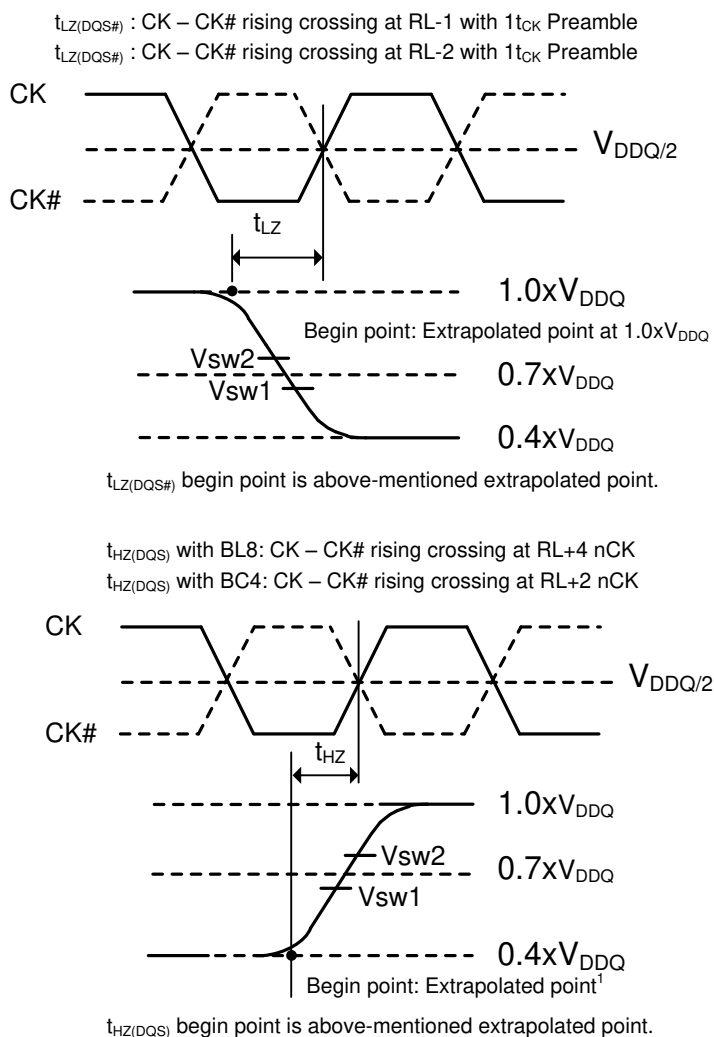 tLZ(DQS#) : CK – CK# rising crossing at RL-1 with 1tCK Preamble
tLZ(DQS#) : CK – CK# rising crossing at RL-2 with 1tCK Preamble
CK
VDDQ/2
CK#
tLZ
1.0xVDDQ
Begin point: Extrapolated point at 1.0xVDDQ
Vsw2
0.7xVDDQ
Vsw1
0.4xVDDQ
tLZ(DQS#) begin point is above-mentioned extrapolated point.
tHZ(DQS) with BL8: CK – CK# rising crossing at RL+4 nCK
tHZ(DQS) with BC4: CK – CK# rising crossing at RL+2 nCK
CK
VDDQ/2
CK#
tHZ
1.0xVDDQ
Vsw2
0.7xVDDQ
Vsw1
0.4xVDDQ
Begin point: Extrapolated point1
tHZ(DQS) begin point is above-mentioned extrapolated point.